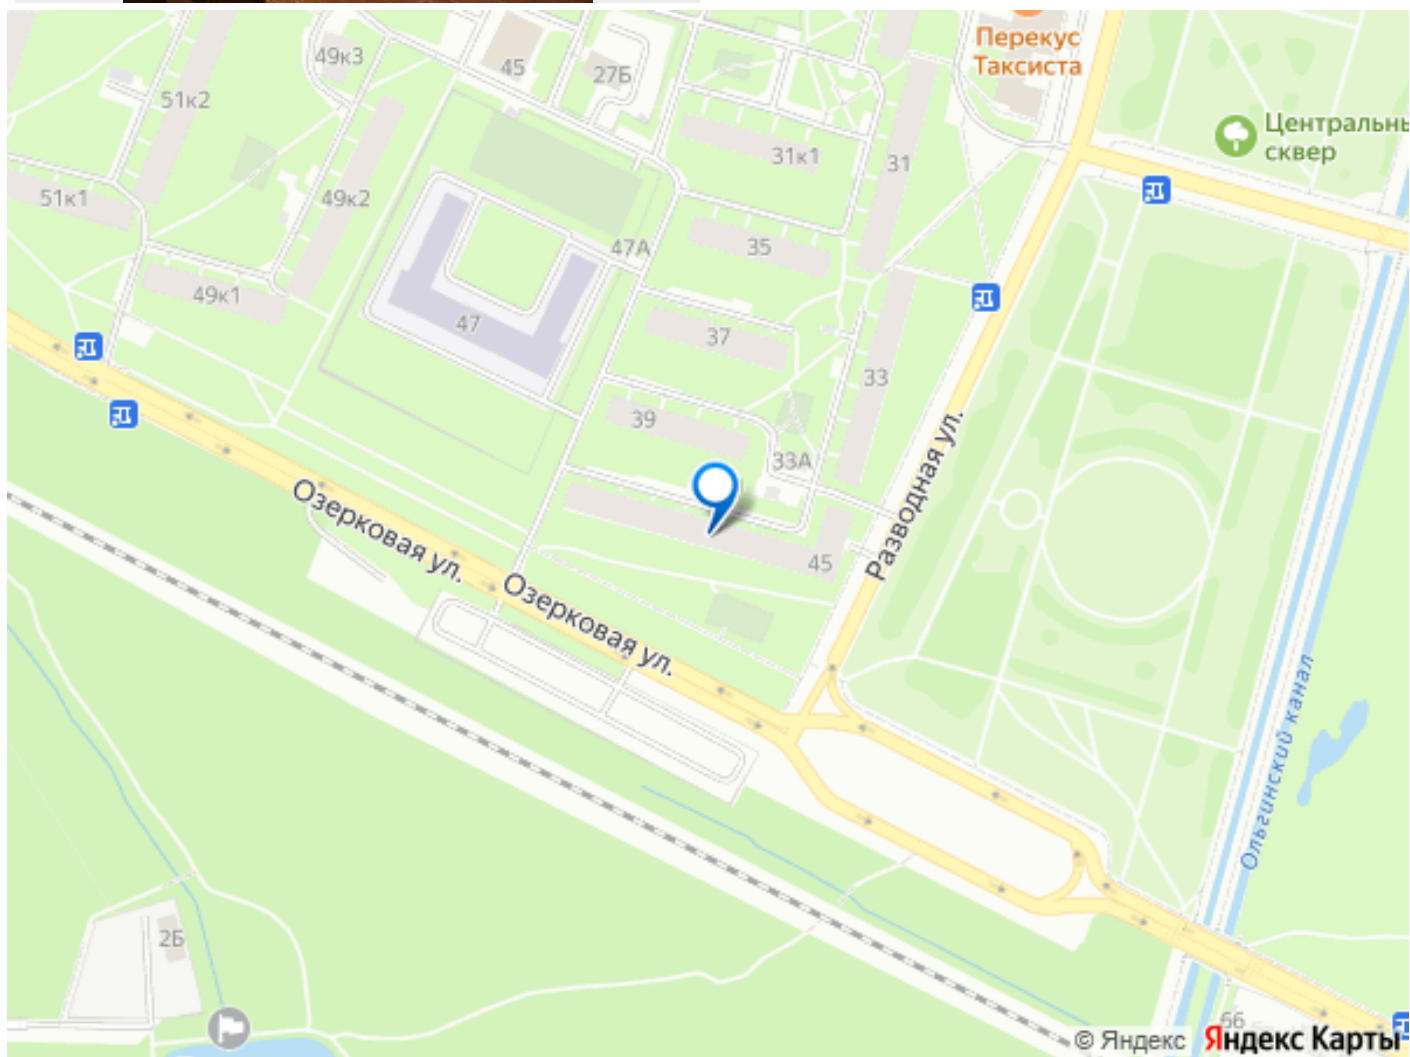 Перекус
Таксиста
49к3
45
27Б
51к2
Центральны
сквер
31к1
31
51к1
49к2
47А
35
49к1
47
37
33
39
33А
Разводная ул.
Озерковая ул.
45
Озерковая ул.
Ольгинский канал
2Б
66
© Яндекс Яндекс Карты